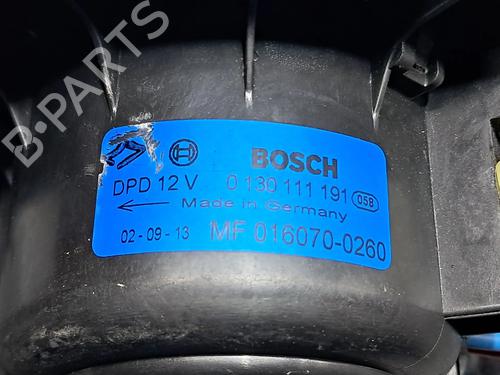 B-PARTS
BOSCH
DPD 12 V 0 130 111 191 058
Made in Germany
02-09-13 MF 016070-0260